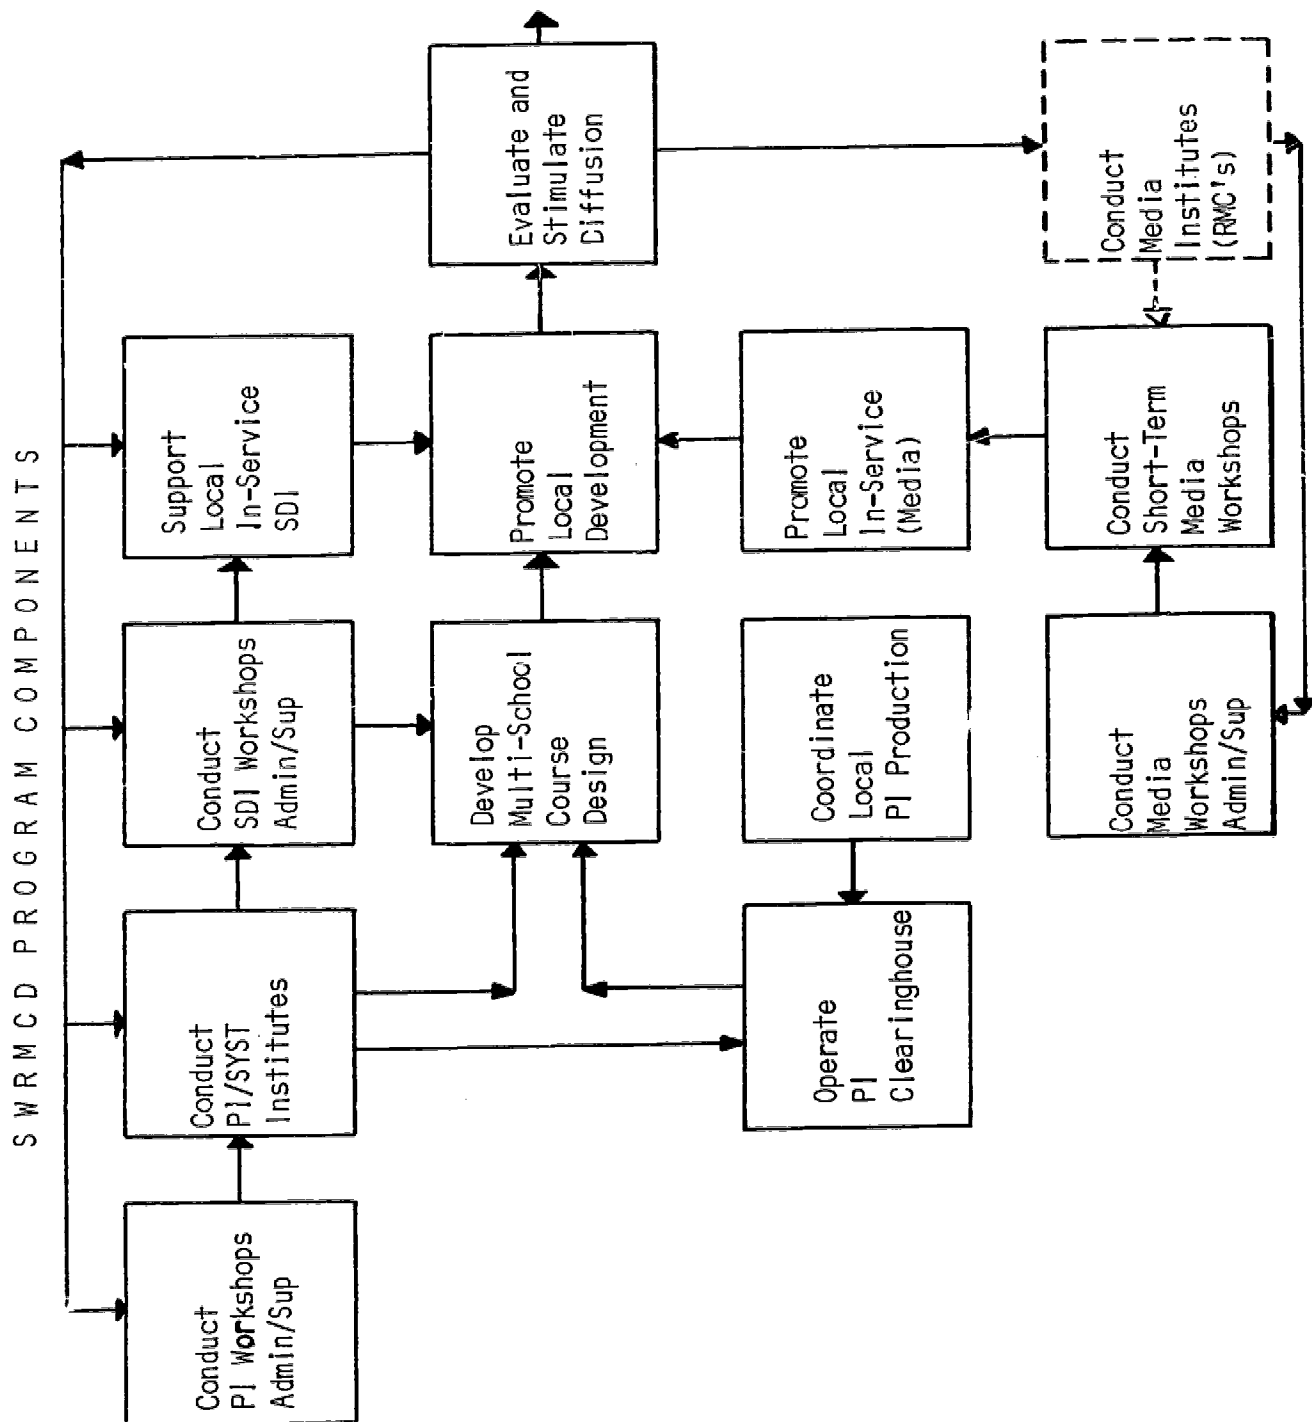 SWRMCD PROGRAM COMPONENTS
Conduct
PI Workshops
Admin/Sup
Conduct
PI/SYST
Institutes
Conduct
SDI Workshops
Admin/Sup
Support
Local
In-Service
SDI
Develop
Multi-School
Course
Design
Promote
Local
Development
Evaluate and
Stimulate
Diffusion
Operate
PI
Clearinghouse
Coordinate
Local
PI Production
Promote
Local
In-Service
(Media)
Conduct
Media
Workshops
Admin/Sup
Conduct
Short-Term
Media
Workshops
Conduct
Media
Institutes
(RMC's)